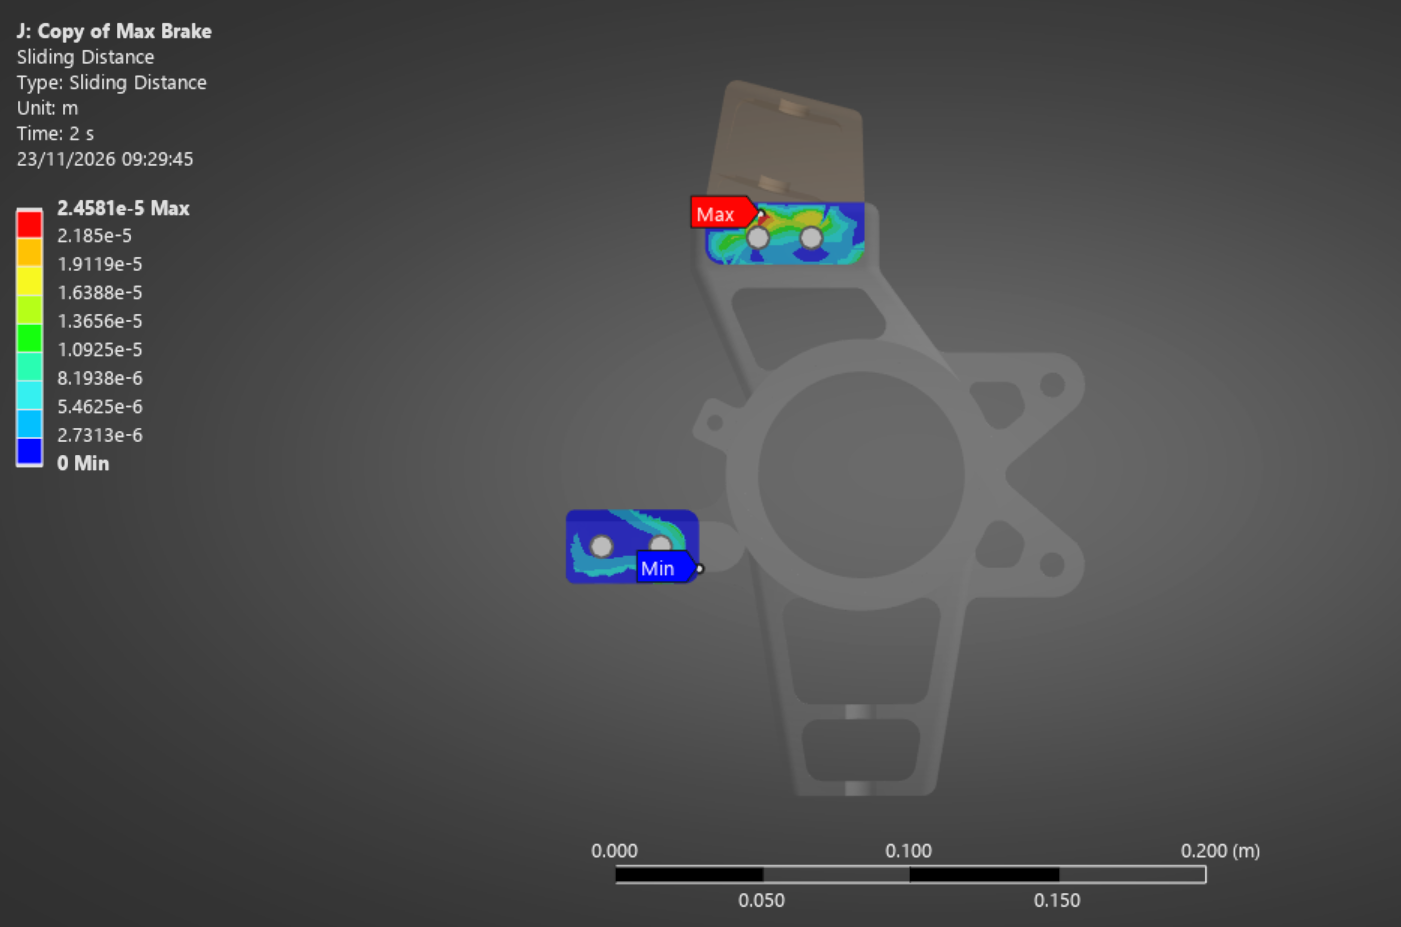 J: Copy of Max Brake
Sliding Distance
Type: Sliding Distance
Unit: m
Time: 2 s
23/11/2026 09:29:45
2.4581e-5 Max
2.185e-5
1.9119e-5
1.6388e-5
1.3656e-5
1.0925e-5
8.1938e-6
5.4625e-6
2.7313e-6
0 Min
Max
Min
0.000 0.100 0.200 (m)
0.050 0.150